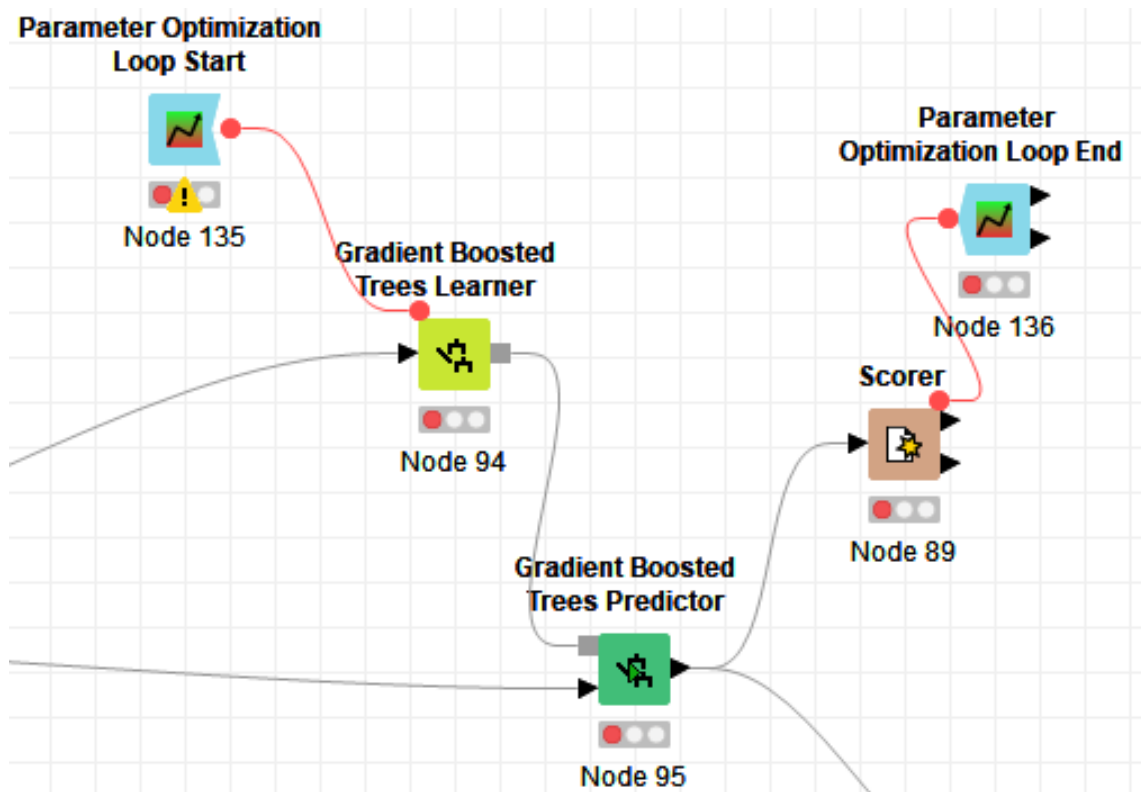 Parameter Optimization
Loop Start
Node 135
Parameter
Optimization Loop End
Node 136
Gradient Boosted
Trees Learner
Node 94
Scorer
Node 89
Gradient Boosted
Trees Predictor
Node 95